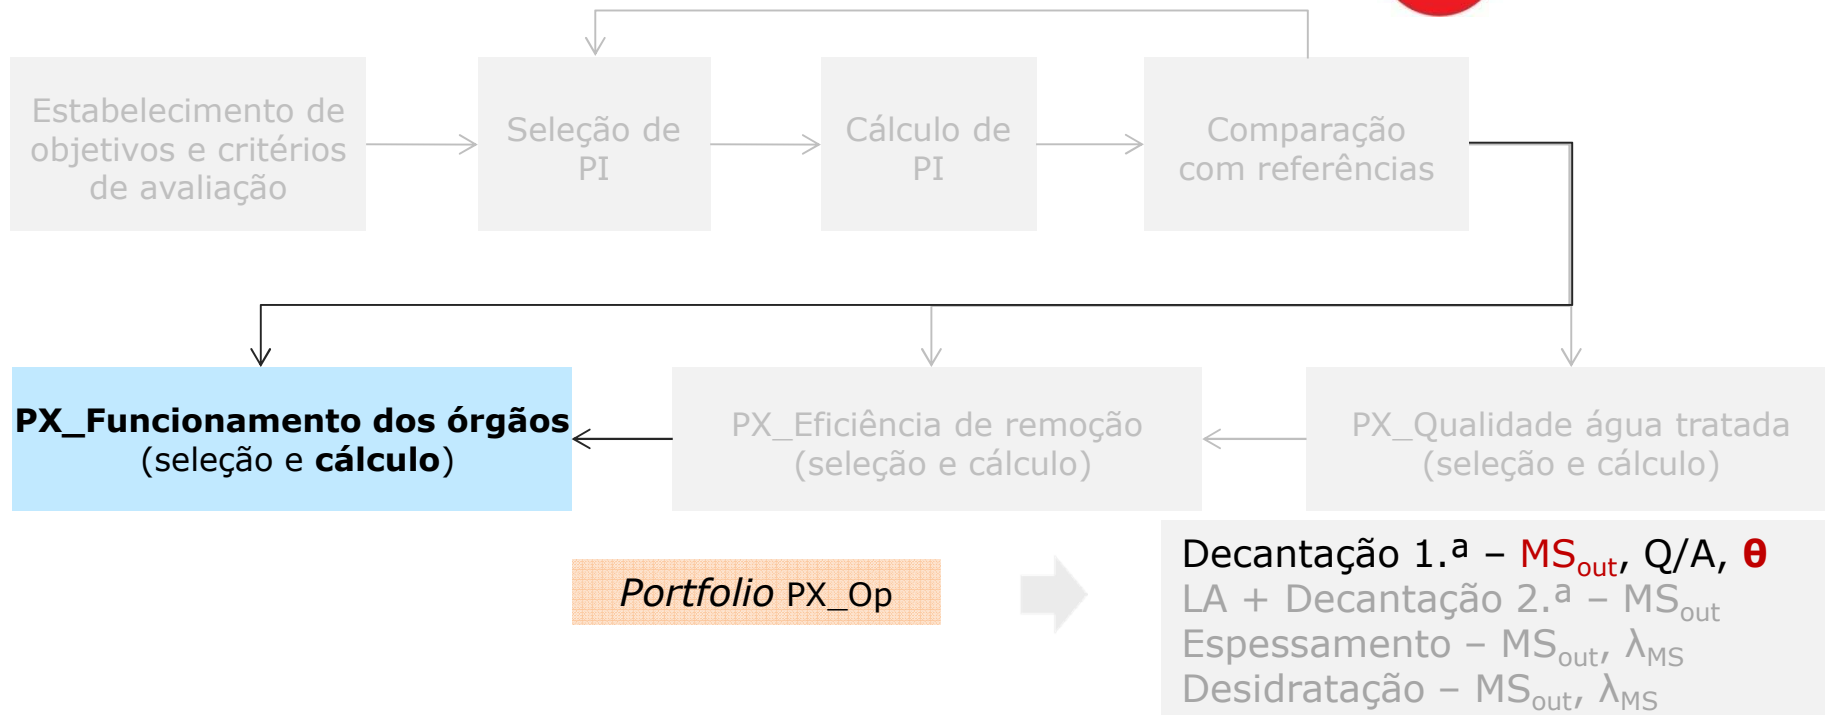 Estabelecimento de
objetivos e critérios
de avaliação
Seleção de
PI
Cálculo de
PI
Comparação
com referências
PX_Funcionamento dos órgãos
(seleção e cálculo)
PX_Eficiência de remoção
(seleção e cálculo)
PX_Qualidade água tratada
(seleção e cálculo)
Portfolio PX_Op
Decantação 1.ª – MSout, Q/A, θ
LA + Decantação 2.ª – MSout
Espessamento – MSout, λMS
Desidratação – MSout, λMS